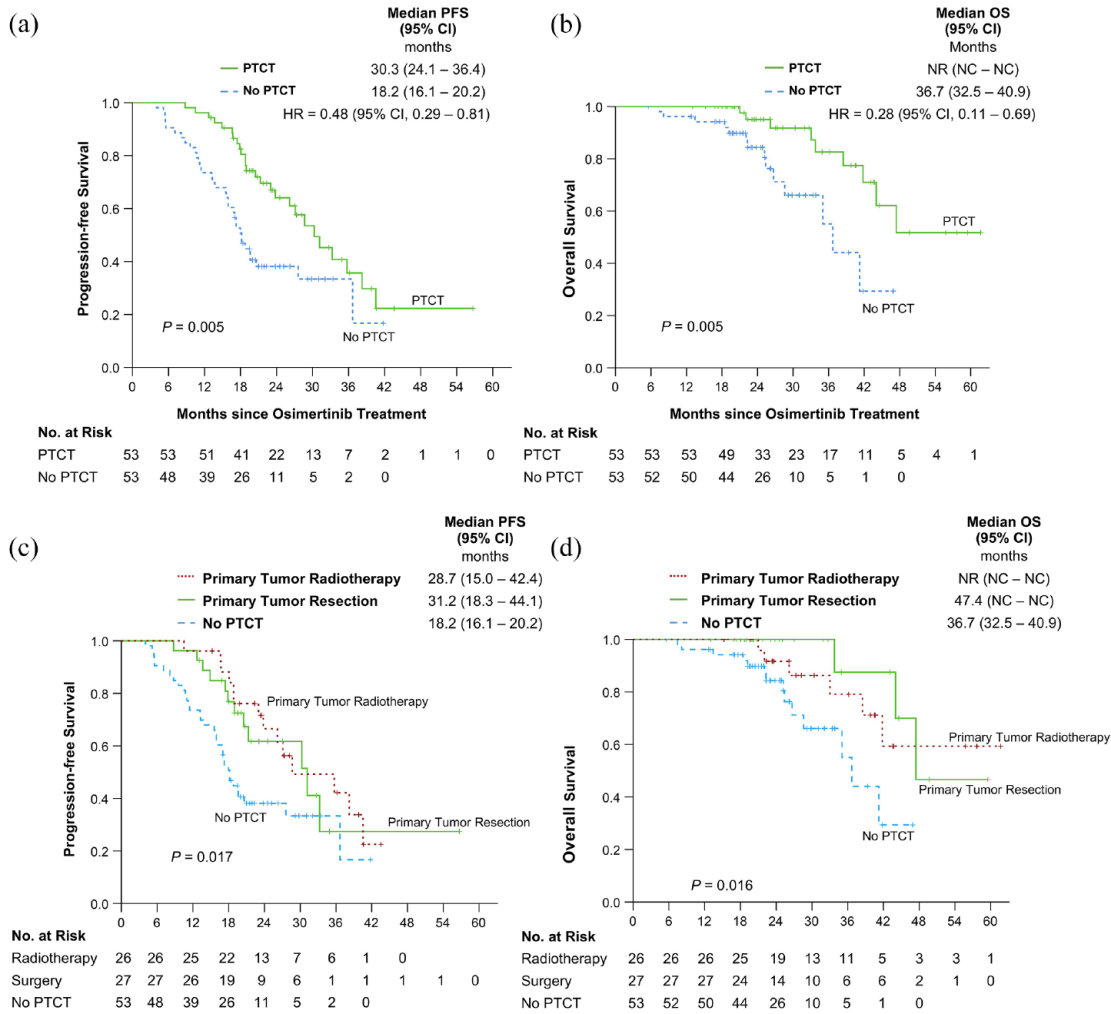 (a)
Median PFS
(95% CI)
months
PTCT 30.3 (24.1 – 36.4)
No PTCT 18.2 (16.1 – 20.2)
HR = 0.48 (95% CI, 0.29 – 0.81)
Progression-free Survival
1.0
0.8
0.6
0.4
0.2
0.0
PTCT
No PTCT
P = 0.005
0 6 12 18 24 30 36 42 48 54 60
Months since Osimertinib Treatment
No. at Risk
PTCT 53 53 51 41 22 13 7 2 1 1 0
No PTCT 53 48 39 26 11 5 2 0
(b)
Median OS
(95% CI)
Months
PTCT NR (NC – NC)
No PTCT 36.7 (32.5 – 40.9)
HR = 0.28 (95% CI, 0.11 – 0.69)
Overall Survival
1.0
0.8
0.6
0.4
0.2
0.0
PTCT
No PTCT
P = 0.005
0 6 12 18 24 30 36 42 48 54 60
Months since Osimertinib Treatment
No. at Risk
PTCT 53 53 53 49 33 23 17 11 5 4 1
No PTCT 53 52 50 44 26 10 5 1 0
(c)
Median PFS
(95% CI)
months
Primary Tumor Radiotherapy 28.7 (15.0 – 42.4)
Primary Tumor Resection 31.2 (18.3 – 44.1)
No PTCT 18.2 (16.1 – 20.2)
Progression-free Survival
1.0
0.8
0.6
0.4
0.2
0.0
Primary Tumor Radiotherapy
No PTCT
Primary Tumor Resection
P = 0.017
0 6 12 18 24 30 36 42 48 54 60
No. at Risk
Radiotherapy 26 26 25 22 13 7 6 1 0
Surgery 27 27 26 19 9 6 1 1 1 1 0
No PTCT 53 48 39 26 11 5 2 0
(d)
Median OS
(95% CI)
months
Primary Tumor Radiotherapy NR (NC – NC)
Primary Tumor Resection 47.4 (NC – NC)
No PTCT 36.7 (32.5 – 40.9)
Overall Survival
1.0
0.8
0.6
0.4
0.2
0.0
Primary Tumor Radiotherapy
Primary Tumor Resection
No PTCT
P = 0.016
0 6 12 18 24 30 36 42 48 54 60
No. at Risk
Radiotherapy 26 26 26 25 19 13 11 5 3 3 1
Surgery 27 27 27 24 14 10 6 6 2 1 0
No PTCT 53 52 50 44 26 10 5 1 0